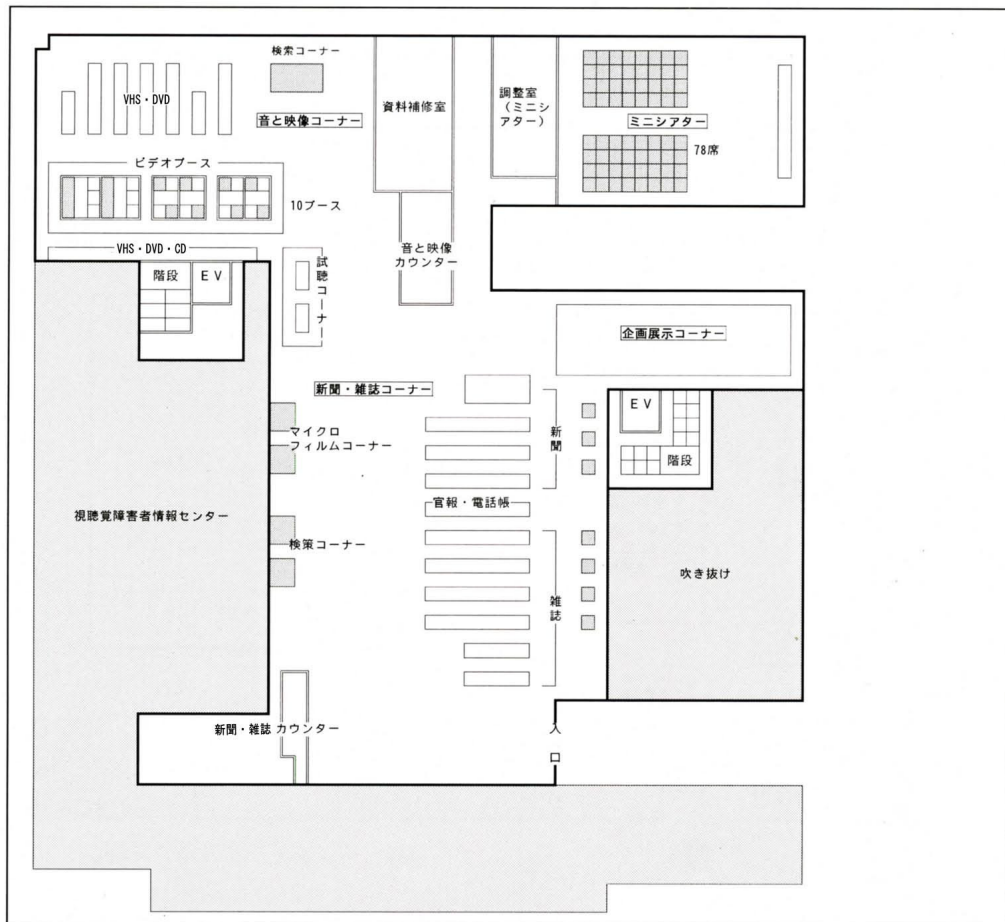 検索コーナー
VHS・DVD
音と映像コーナー
資料補修室
調整室
（ミニシ
アター）
ミニシアター
78席
ビデオブース
10ブース
VHS・DVD・CD
音と映像
カウンター
試聴コーナー
階段
EV
企画展示コーナー
新聞・雑誌コーナー
EV
階段
マイクロ
フィルムコーナー
新聞
官報・電話帳
視聴覚障害者情報センター
検策コーナー
吹き抜け
雑誌
新聞・雑誌 カウンター
入口